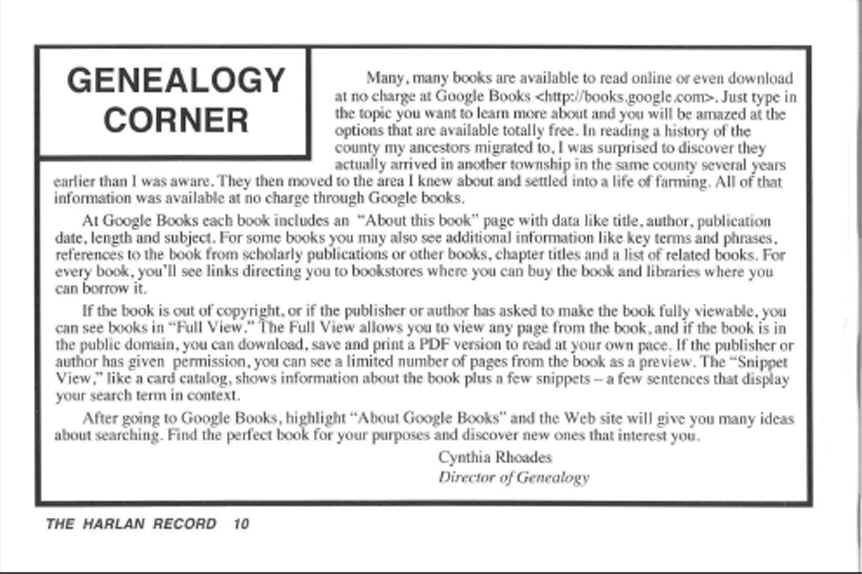 GENEALOGY
CORNER
Many, many books are available to read online or even download
at no charge at Google Books <http://books.google.com>. Just type in
the topic you want to learn more about and you will be amazed at the
options that are available totally free. In reading a history of the
county my ancestors migrated to, I was surprised to discover they
actually arrived in another township in the same county several years
earlier than I was aware. They then moved to the area I knew about and settled into a life of farming. All of that
information was available at no charge through Google books.
At Google Books each book includes an “About this book” page with data like title, author, publication
date, length and subject. For some books you may also see additional information like key terms and phrases,
references to the book from scholarly publications or other books, chapter titles and a list of related books. For
every book, you’ll see links directing you to bookstores where you can buy the book and libraries where you
can borrow it.
If the book is out of copyright, or if the publisher or author has asked to make the book fully viewable, you
can see books in “Full View.” The Full View allows you to view any page from the book, and if the book is in
the public domain, you can download, save and print a PDF version to read at your own pace. If the publisher or
author has given permission, you can see a limited number of pages from the book as a preview. The “Snippet
View,” like a card catalog, shows information about the book plus a few snippets – a few sentences that display
your search term in context.
After going to Google Books, highlight “About Google Books” and the Web site will give you many ideas
about searching. Find the perfect book for your purposes and discover new ones that interest you.
Cynthia Rhoades
Director of Genealogy
THE HARLAN RECORD 10